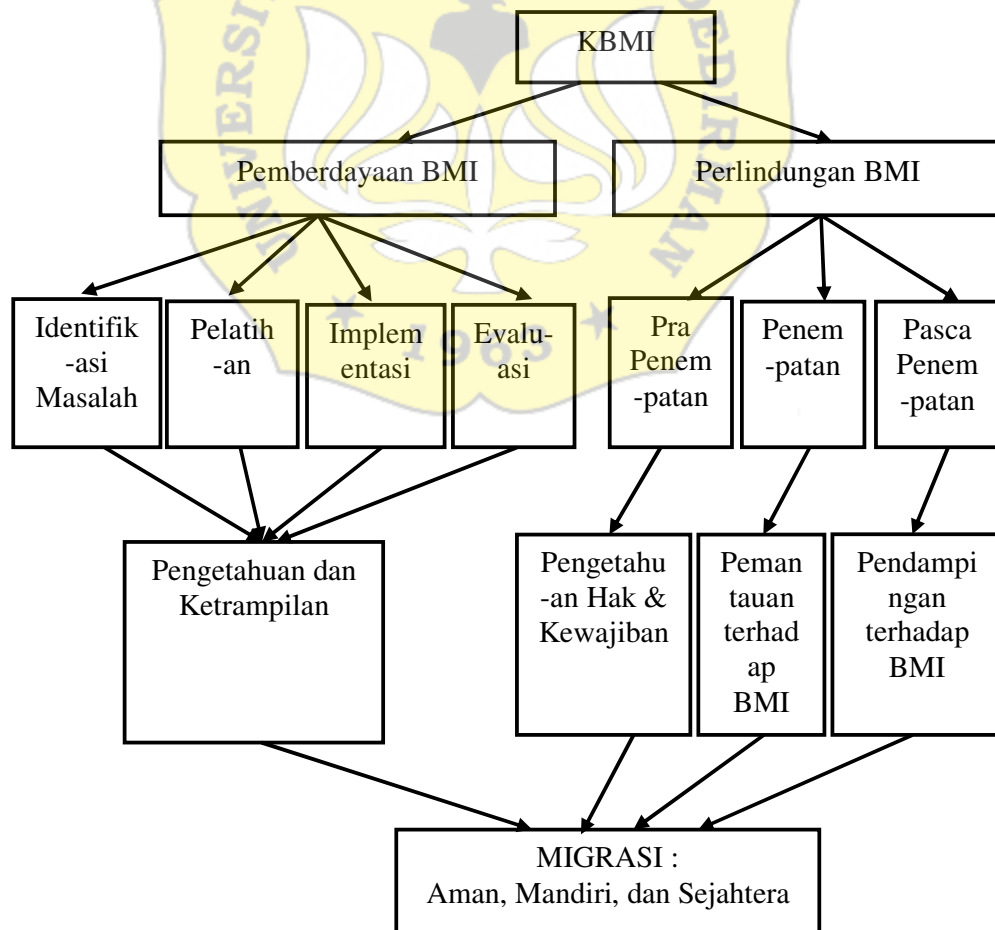 KBMI
Pemberdayaan BMI
Perlindungan BMI
Identifik
-asi
Masalah
Pelatih
-an
Implem
entasi
Evalu-
asi
Pra
Penem
-patan
Penem
-patan
Pasca
Penem
-patan
Pengetahuan dan
Ketrampilan
Pengetahu
-an Hak &
Kewajiban
Peman
tauan
terhad
ap
BMI
Pendampi
ngan
terhadap
BMI
MIGRASI :
Aman, Mandiri, dan Sejahtera
1963